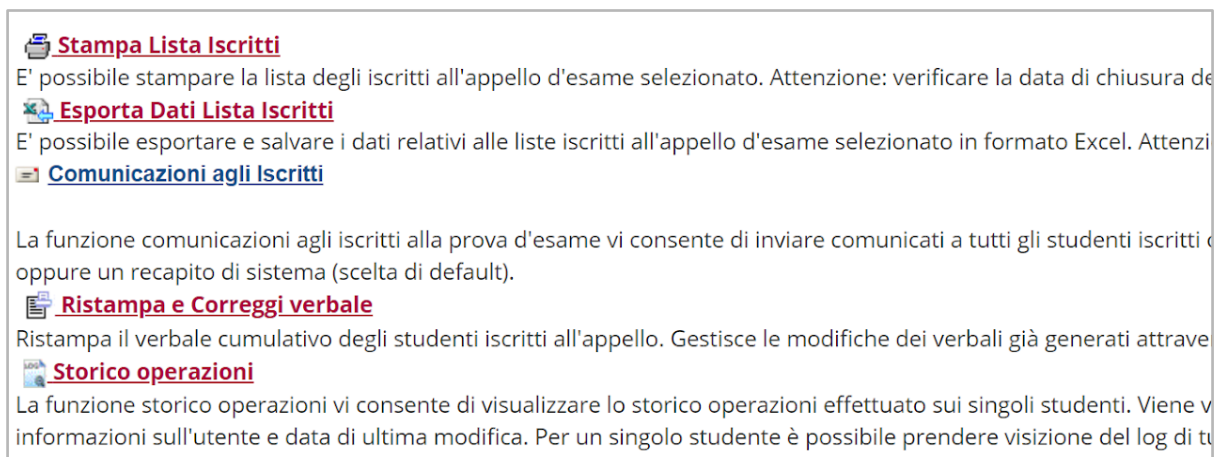 Stampa Lista Iscritti
E' possibile stampare la lista degli iscritti all'appello d'esame selezionato. Attenzione: verificare la data di chiusura
Esporta Dati Lista Iscritti
E' possibile esportare e salvare i dati relativi alle liste iscritti all'appello d'esame selezionato in formato Excel.
Comunicazioni agli Iscritti
La funzione comunicazioni agli iscritti alla prova d'esame vi consente di inviare comunicati a tutti gli studenti iscritti
oppure un recapito di sistema (scelta di default).
Ristampa e Correggi verbale
Ristampa il verbale cumulativo degli studenti iscritti all'appello. Gestisce le modifiche dei verbali già generati
Storico operazioni
La funzione storico operazioni vi consente di visualizzare lo storico operazioni effettuato sui singoli studenti. Viene
informazioni sull'utente e data di ultima modifica. Per un singolo studente è possibile prendere visizione del log di